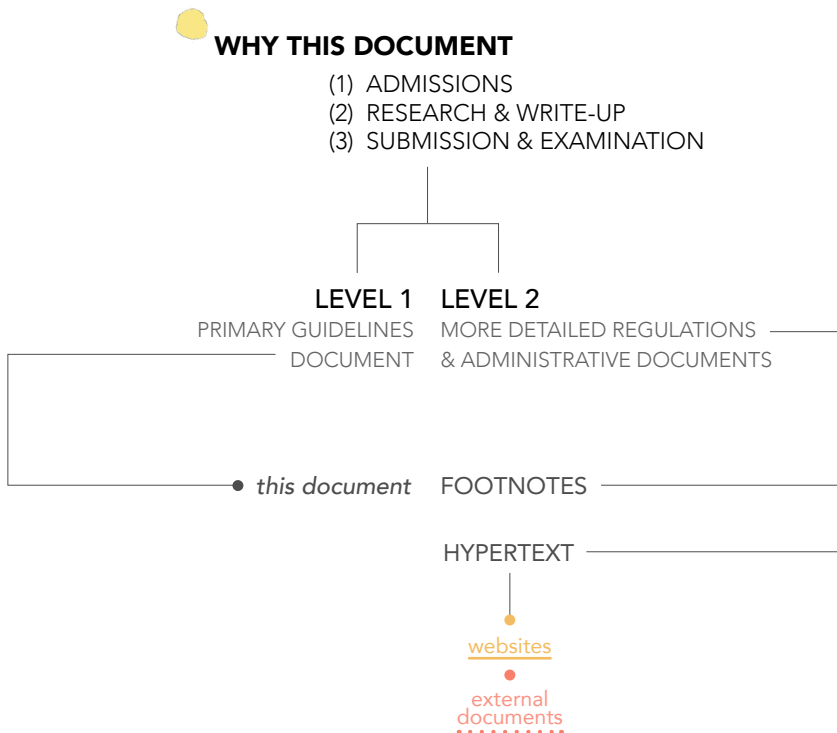 WHY THIS DOCUMENT
(1) ADMISSIONS
(2) RESEARCH & WRITE-UP
(3) SUBMISSION & EXAMINATION
LEVEL 1
PRIMARY GUIDELINES
DOCUMENT
LEVEL 2
MORE DETAILED REGULATIONS
& ADMINISTRATIVE DOCUMENTS
this document
FOOTNOTES
HYPERTEXT
websites
external
documents